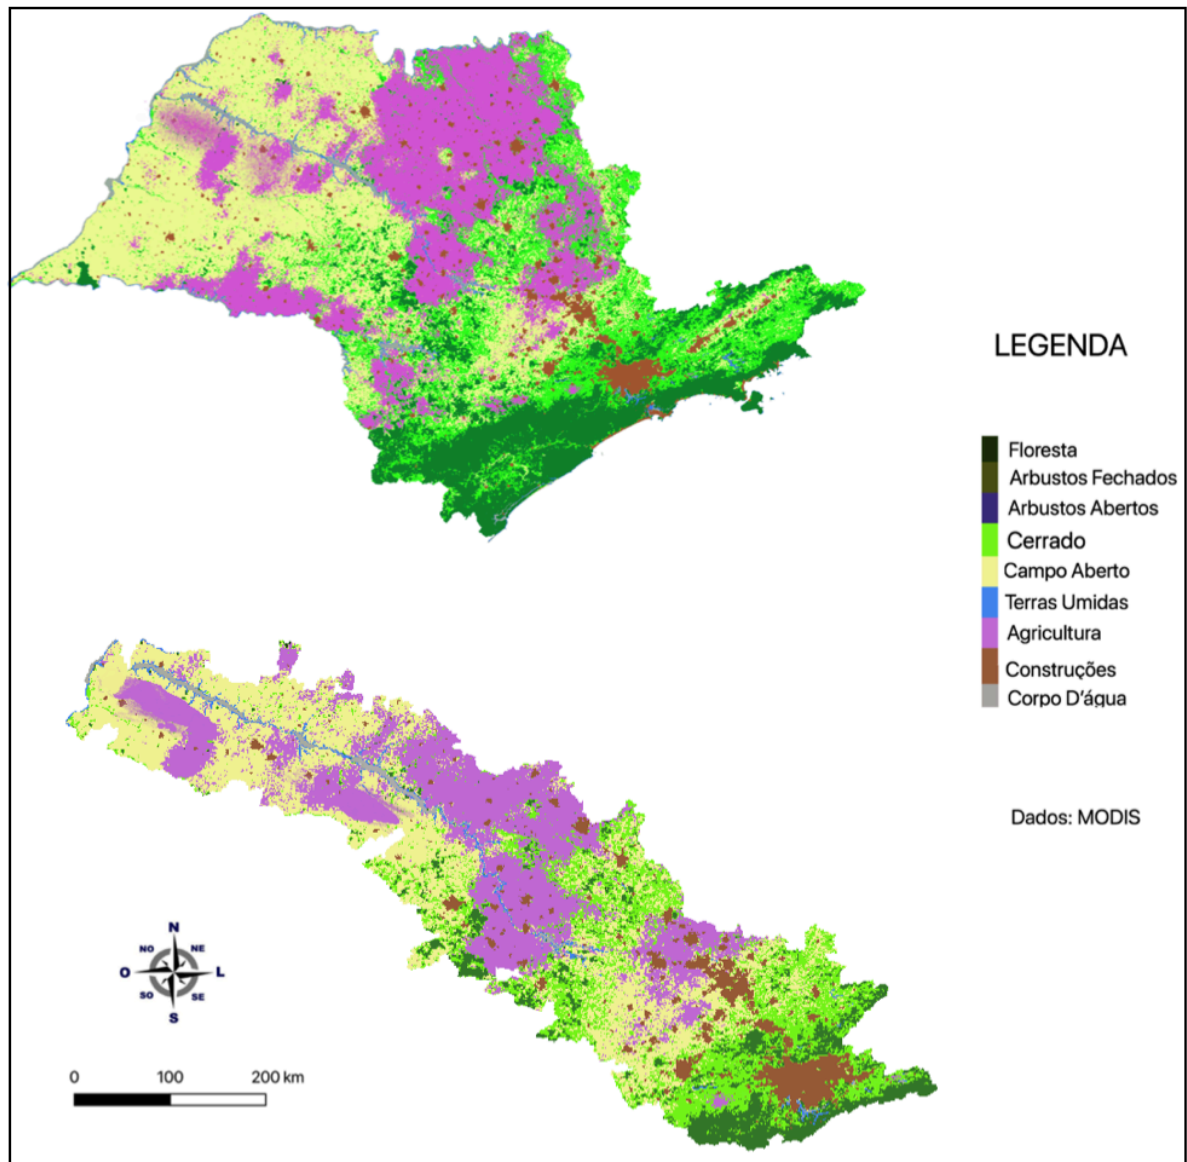 LEGENDA
Floresta
Arbustos Fechados
Arbustos Abertos
Cerrado
Campo Aberto
Terras Umidas
Agricultura
Construções
Corpo D'água
Dados: MODIS
N
NO NE
O L
SO SE
S
0 100 200 km